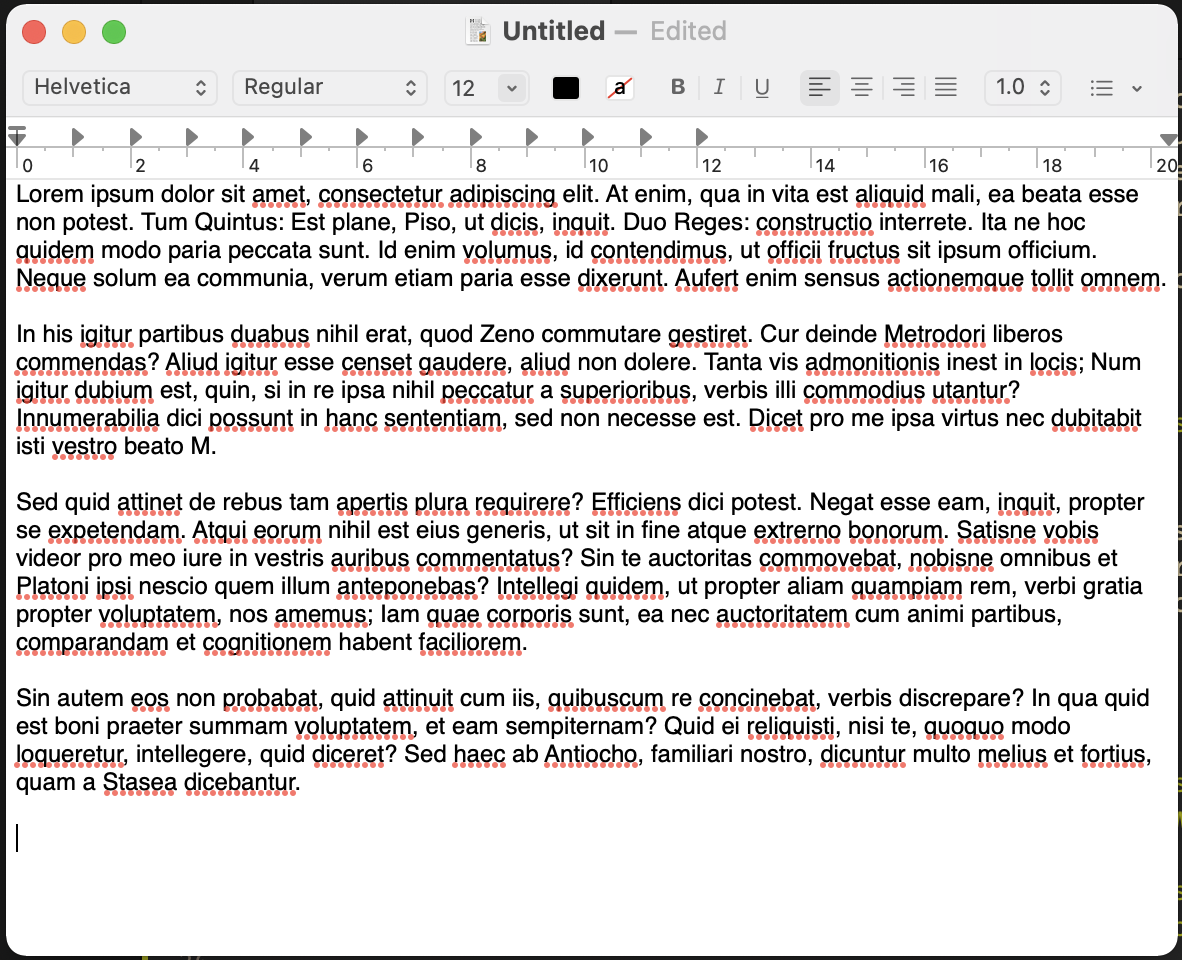 Untitled — Edited
Helvetica Regular 12 a B I U 1.0
0 2 4 6 8 10 12 14 16 18 20
Lorem ipsum dolor sit amet, consectetur adipiscing elit. At enim, qua in vita est aliquid mali, ea beata esse
non potest. Tum Quintus: Est plane, Piso, ut dicis, inquit. Duo Reges: constructio interrete. Ita ne hoc
quidem modo paria peccata sunt. Id enim volumus, id contendimus, ut officii fructus sit ipsum officium.
Neque solum ea communia, verum etiam paria esse dixerunt. Aufert enim sensus actionemque tollit omnem.
In his igitur partibus duabus nihil erat, quod Zeno commutare gestiret. Cur deinde Metrodori liberos
commendas? Aliud igitur esse censet gaudere, aliud non dolere. Tanta vis admonitionis inest in locis; Num
igitur dubium est, quin, si in re ipsa nihil peccatur a superioribus, verbis illi commodius utantur?
Innumerabilia dici possunt in hanc sententiam, sed non necesse est. Dicet pro me ipsa virtus nec dubitabit
isti vestro beato M.
Sed quid attinet de rebus tam apertis plura requirere? Efficiens dici potest. Negat esse eam, inquit, propter
se expetendam. Atqui eorum nihil est eius generis, ut sit in fine atque extrerno bonorum. Satisne vobis
videor pro meo iure in vestris auribus commentatus? Sin te auctoritas commovebat, nobisne omnibus et
Platoni ipsi nescio quem illum anteponebas? Intellegi quidem, ut propter aliam quampiam rem, verbi gratia
propter voluptatem, nos amemus; Iam quae corporis sunt, ea nec auctoritatem cum animi partibus,
comparandam et cognitionem habent faciliorem.
Sin autem eos non probabat, quid attinuit cum iis, quibuscum re concinebat, verbis discrepare? In qua quid
est boni praeter summam voluptatem, et eam sempiternam? Quid ei reliquisti, nisi te, quoquo modo
loqueretur, intellegere, quid diceret? Sed haec ab Antiocho, familiari nostro, dicuntur multo melius et fortius,
quam a Stasea dicebantur.